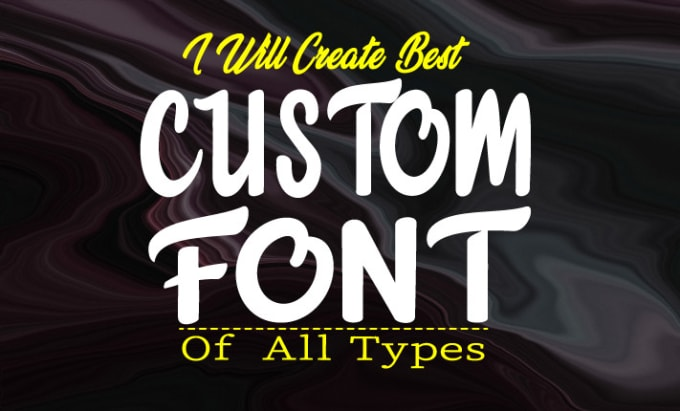 I Will Create Best
CUSTOM
FONT
Of All Types